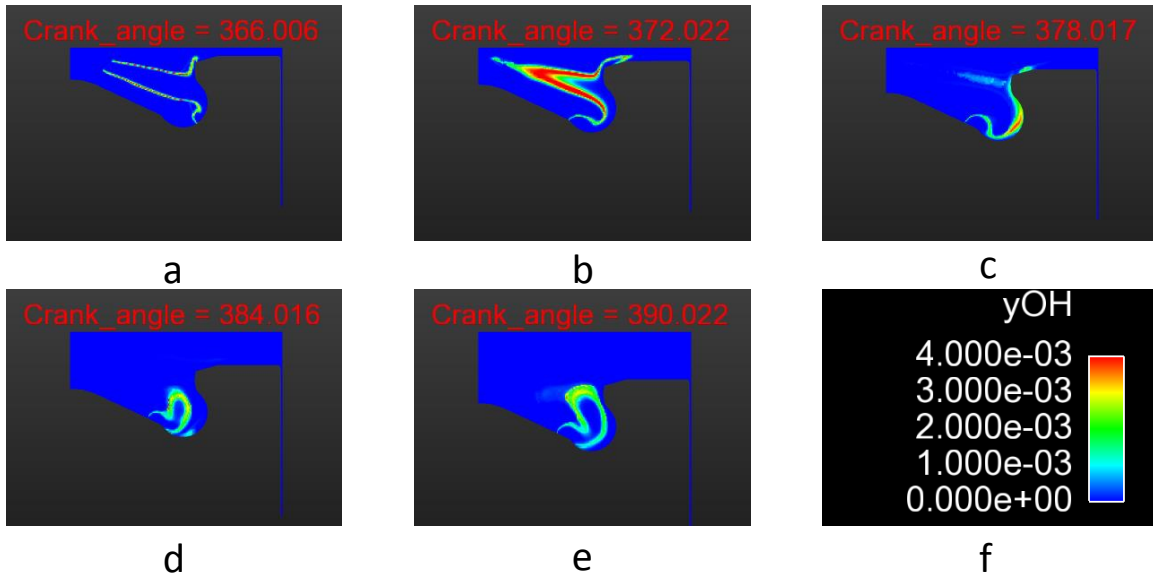 Crank_angle = 366.006
Crank_angle = 372.022
Crank_angle = 378.017
a
b
c
Crank_angle = 384.016
Crank_angle = 390.022
yOH
4.000e-03
3.000e-03
2.000e-03
1.000e-03
0.000e+00
d
e
f